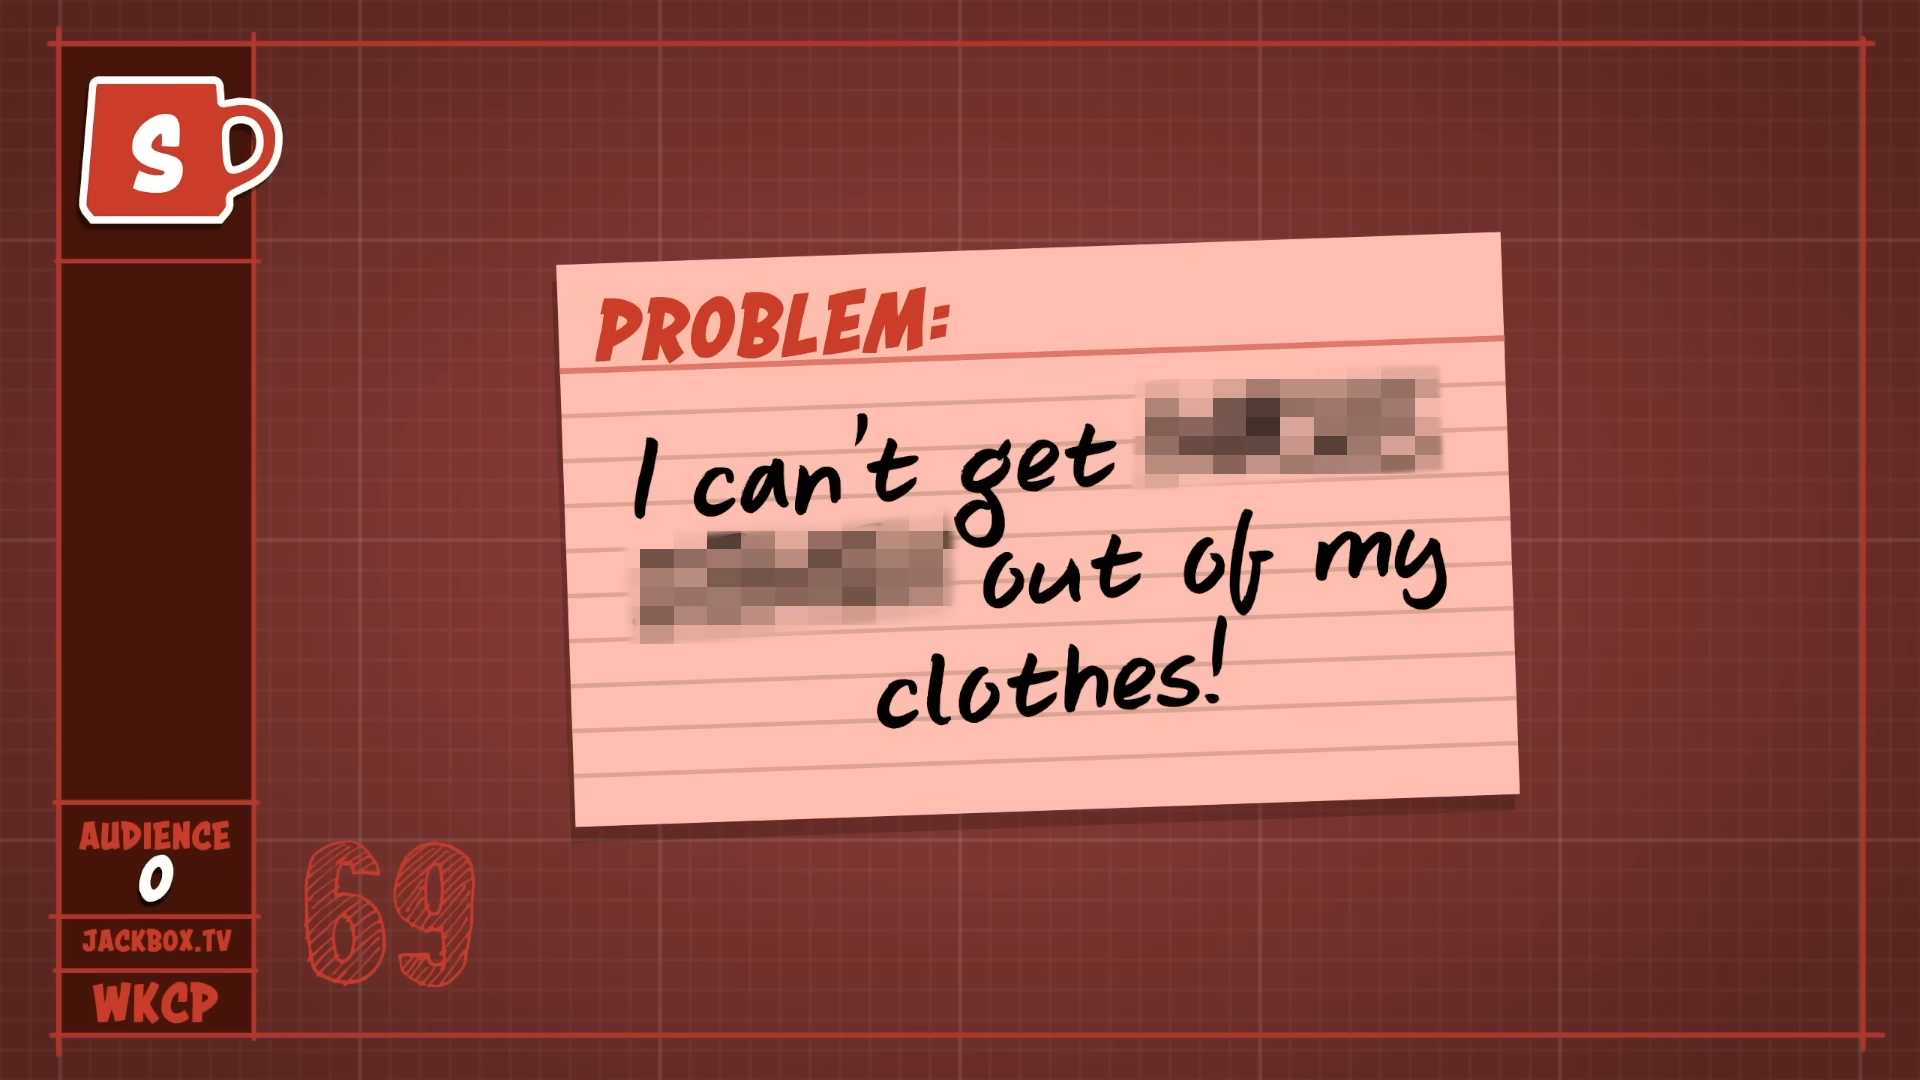 S
PROBLEM:
I can't get
out of my
clothes!
AUDIENCE
0
JACKBOX.TV
WKCP
69